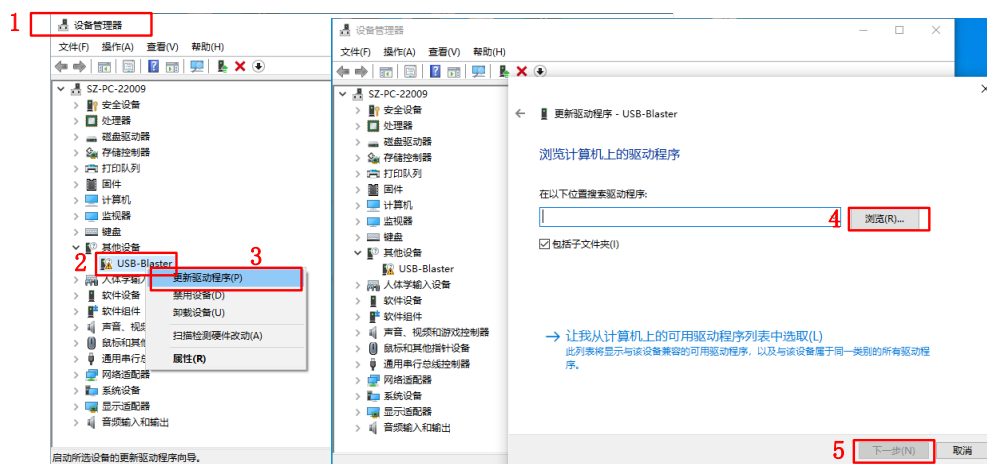 1
设备管理器
文件(F) 操作(A) 查看(V) 帮助(H)
SZ-PC-22009
安全设备
处理器
磁盘驱动器
存储控制器
打印队列
固件
计算机
监视器
键盘
其他设备
2
USB-Blaster
3
人体学输入
更新驱动程序(P)
软件设备
禁用设备(D)
软件组件
卸载设备(U)
声音、视频
扫描检测硬件改动(A)
鼠标和其他
通用串行总
属性(R)
网络适配器
系统设备
显示适配器
音频输入和输出
启动所选设备的更新驱动程序向导。
设备管理器
文件(F) 操作(A) 查看(V) 帮助(H)
SZ-PC-22009
安全设备
处理器
磁盘驱动器
存储控制器
打印队列
固件
计算机
监视器
键盘
其他设备
USB-Blaster
人体学输入设备
软件设备
软件组件
声音、视频和游戏控制器
鼠标和其他指针设备
通用串行总线控制器
网络适配器
系统设备
显示适配器
音频输入和输出
更新驱动程序 - USB-Blaster
浏览计算机上的驱动程序
在以下位置搜索驱动程序:
4
浏览(R)...
包括子文件夹(I)
让我从计算机上的可用驱动程序列表中选取(L)
此列表将显示与该设备兼容的可用驱动程序，以及与该设备属于同一类别的所有驱动程
序。
5
下一步(N) 取消